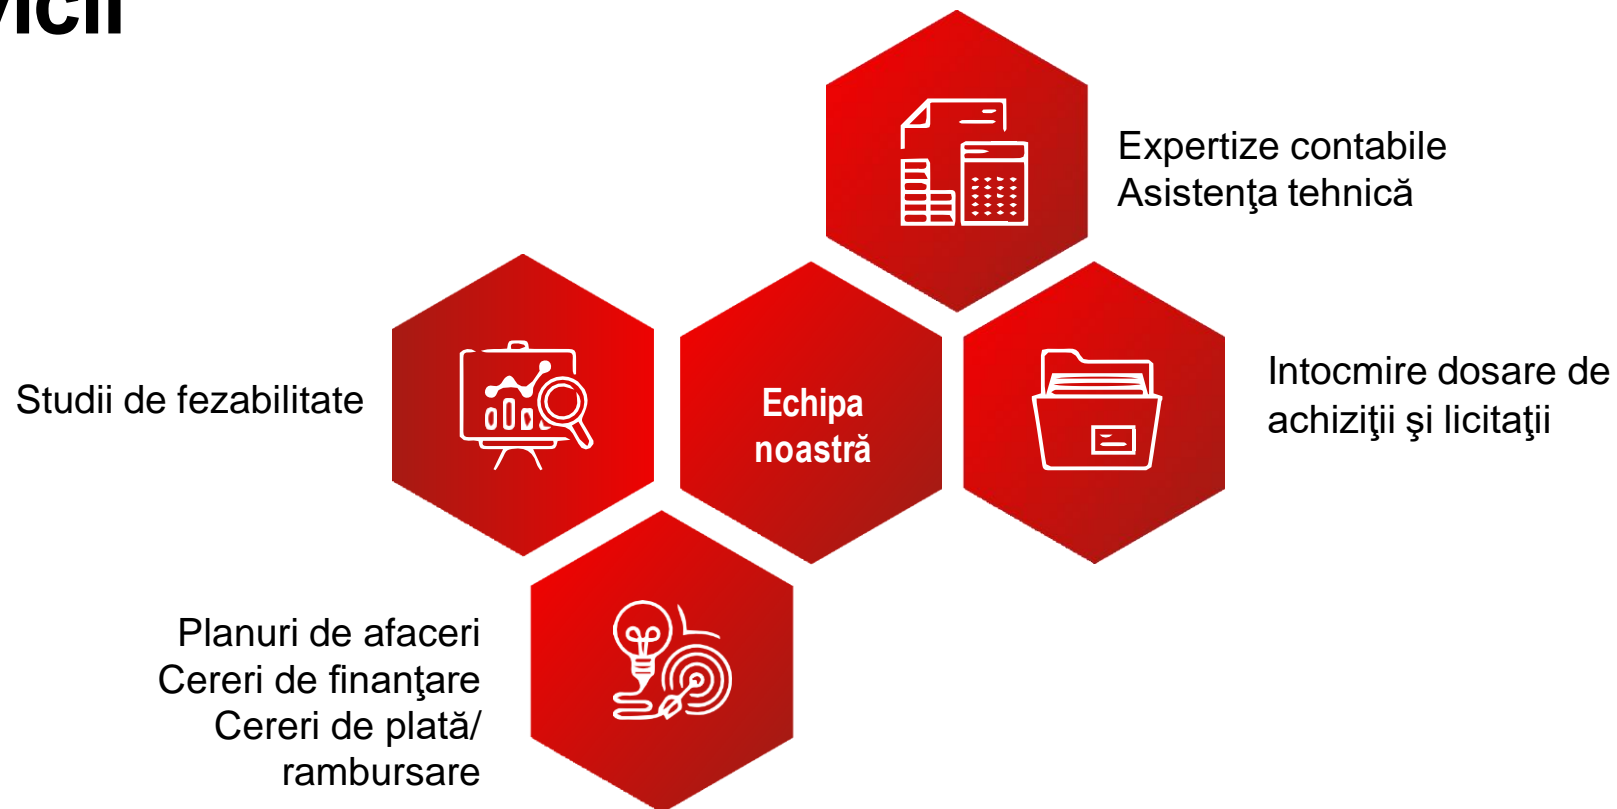 Expertize contabile
Asistenţa tehnică
Studii de fezabilitate
Echipa
noastră
Intocmire dosare de
achiziţii şi licitaţii
Planuri de afaceri
Cereri de finanţare
Cereri de plată/
rambursare